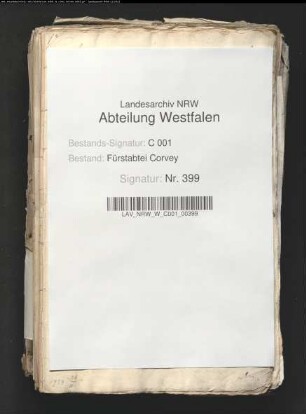 Landesarchiv NRW
Abteilung Westfalen
Bestands-Signatur: C 001
Bestand: Fürstabtei Corvey
Signatur: Nr. 399
LAV_NRW_W_C001_00399